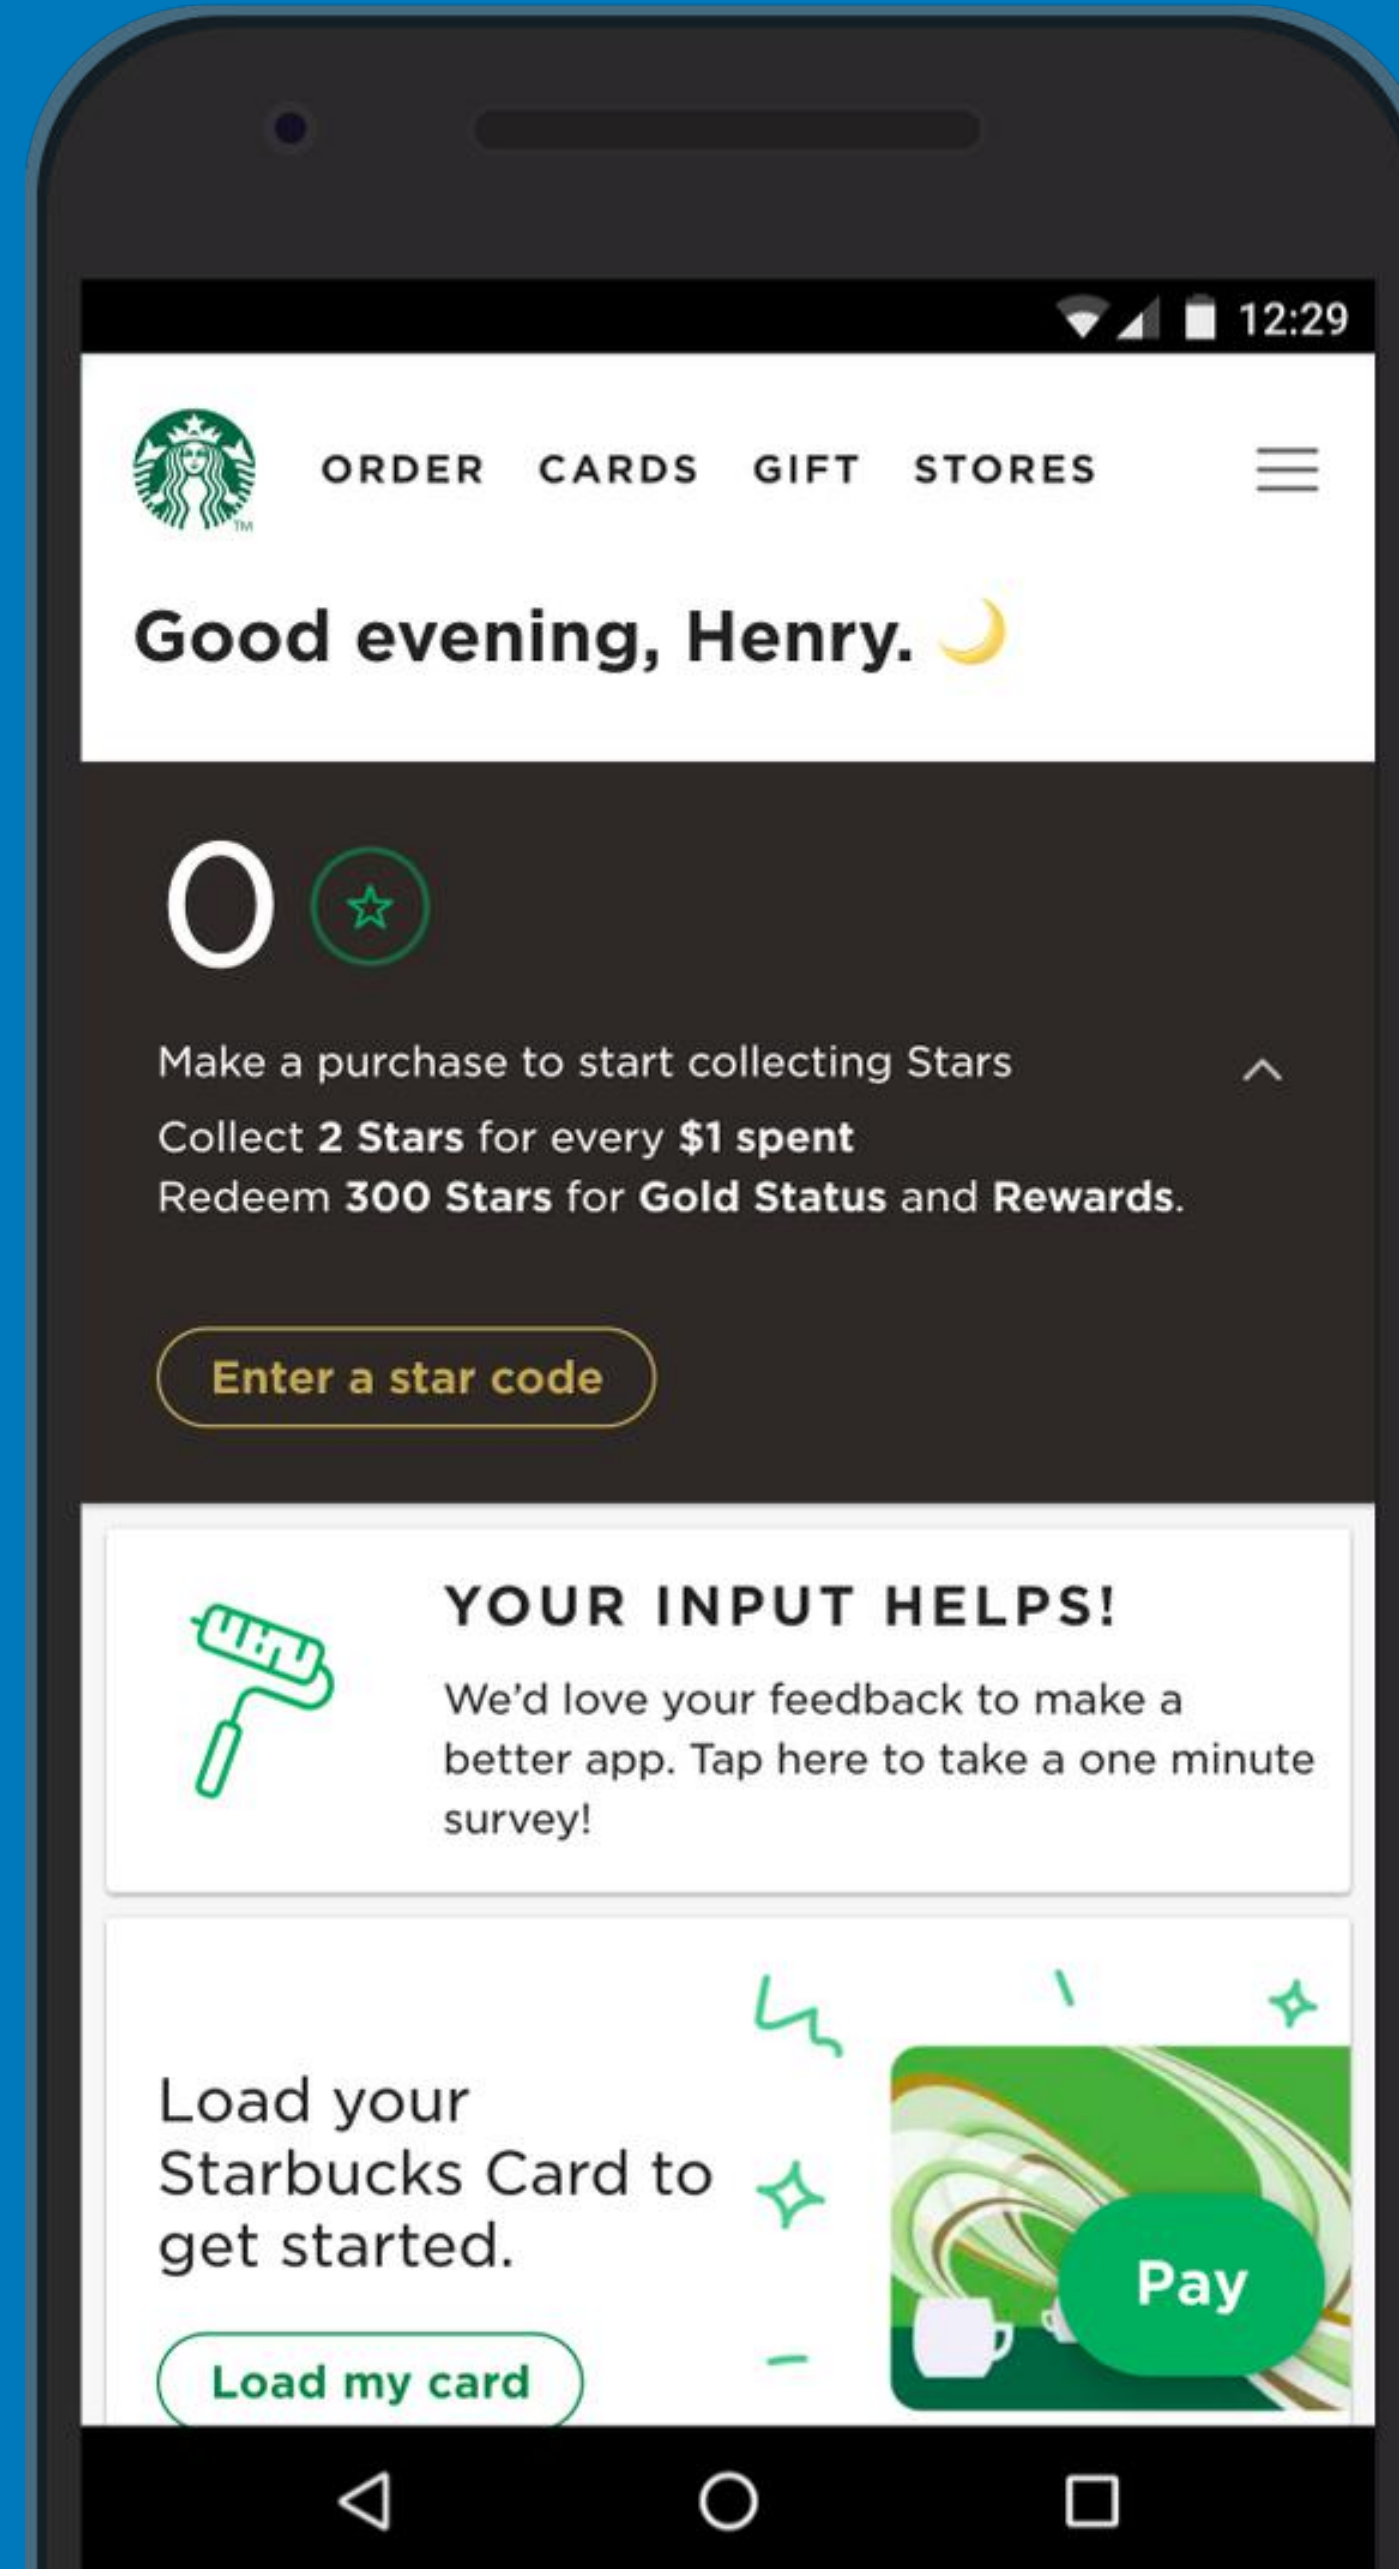 12:29
ORDER CARDS GIFT STORES
TM
Good evening, Henry.
0
Make a purchase to start collecting Stars
Collect 2 Stars for every $1 spent
Redeem 300 Stars for Gold Status and Rewards.
Enter a star code
YOUR INPUT HELPS!
We'd love your feedback to make a
better app. Tap here to take a one minute
survey!
Load your
Starbucks Card to
get started.
Pay
Load my card